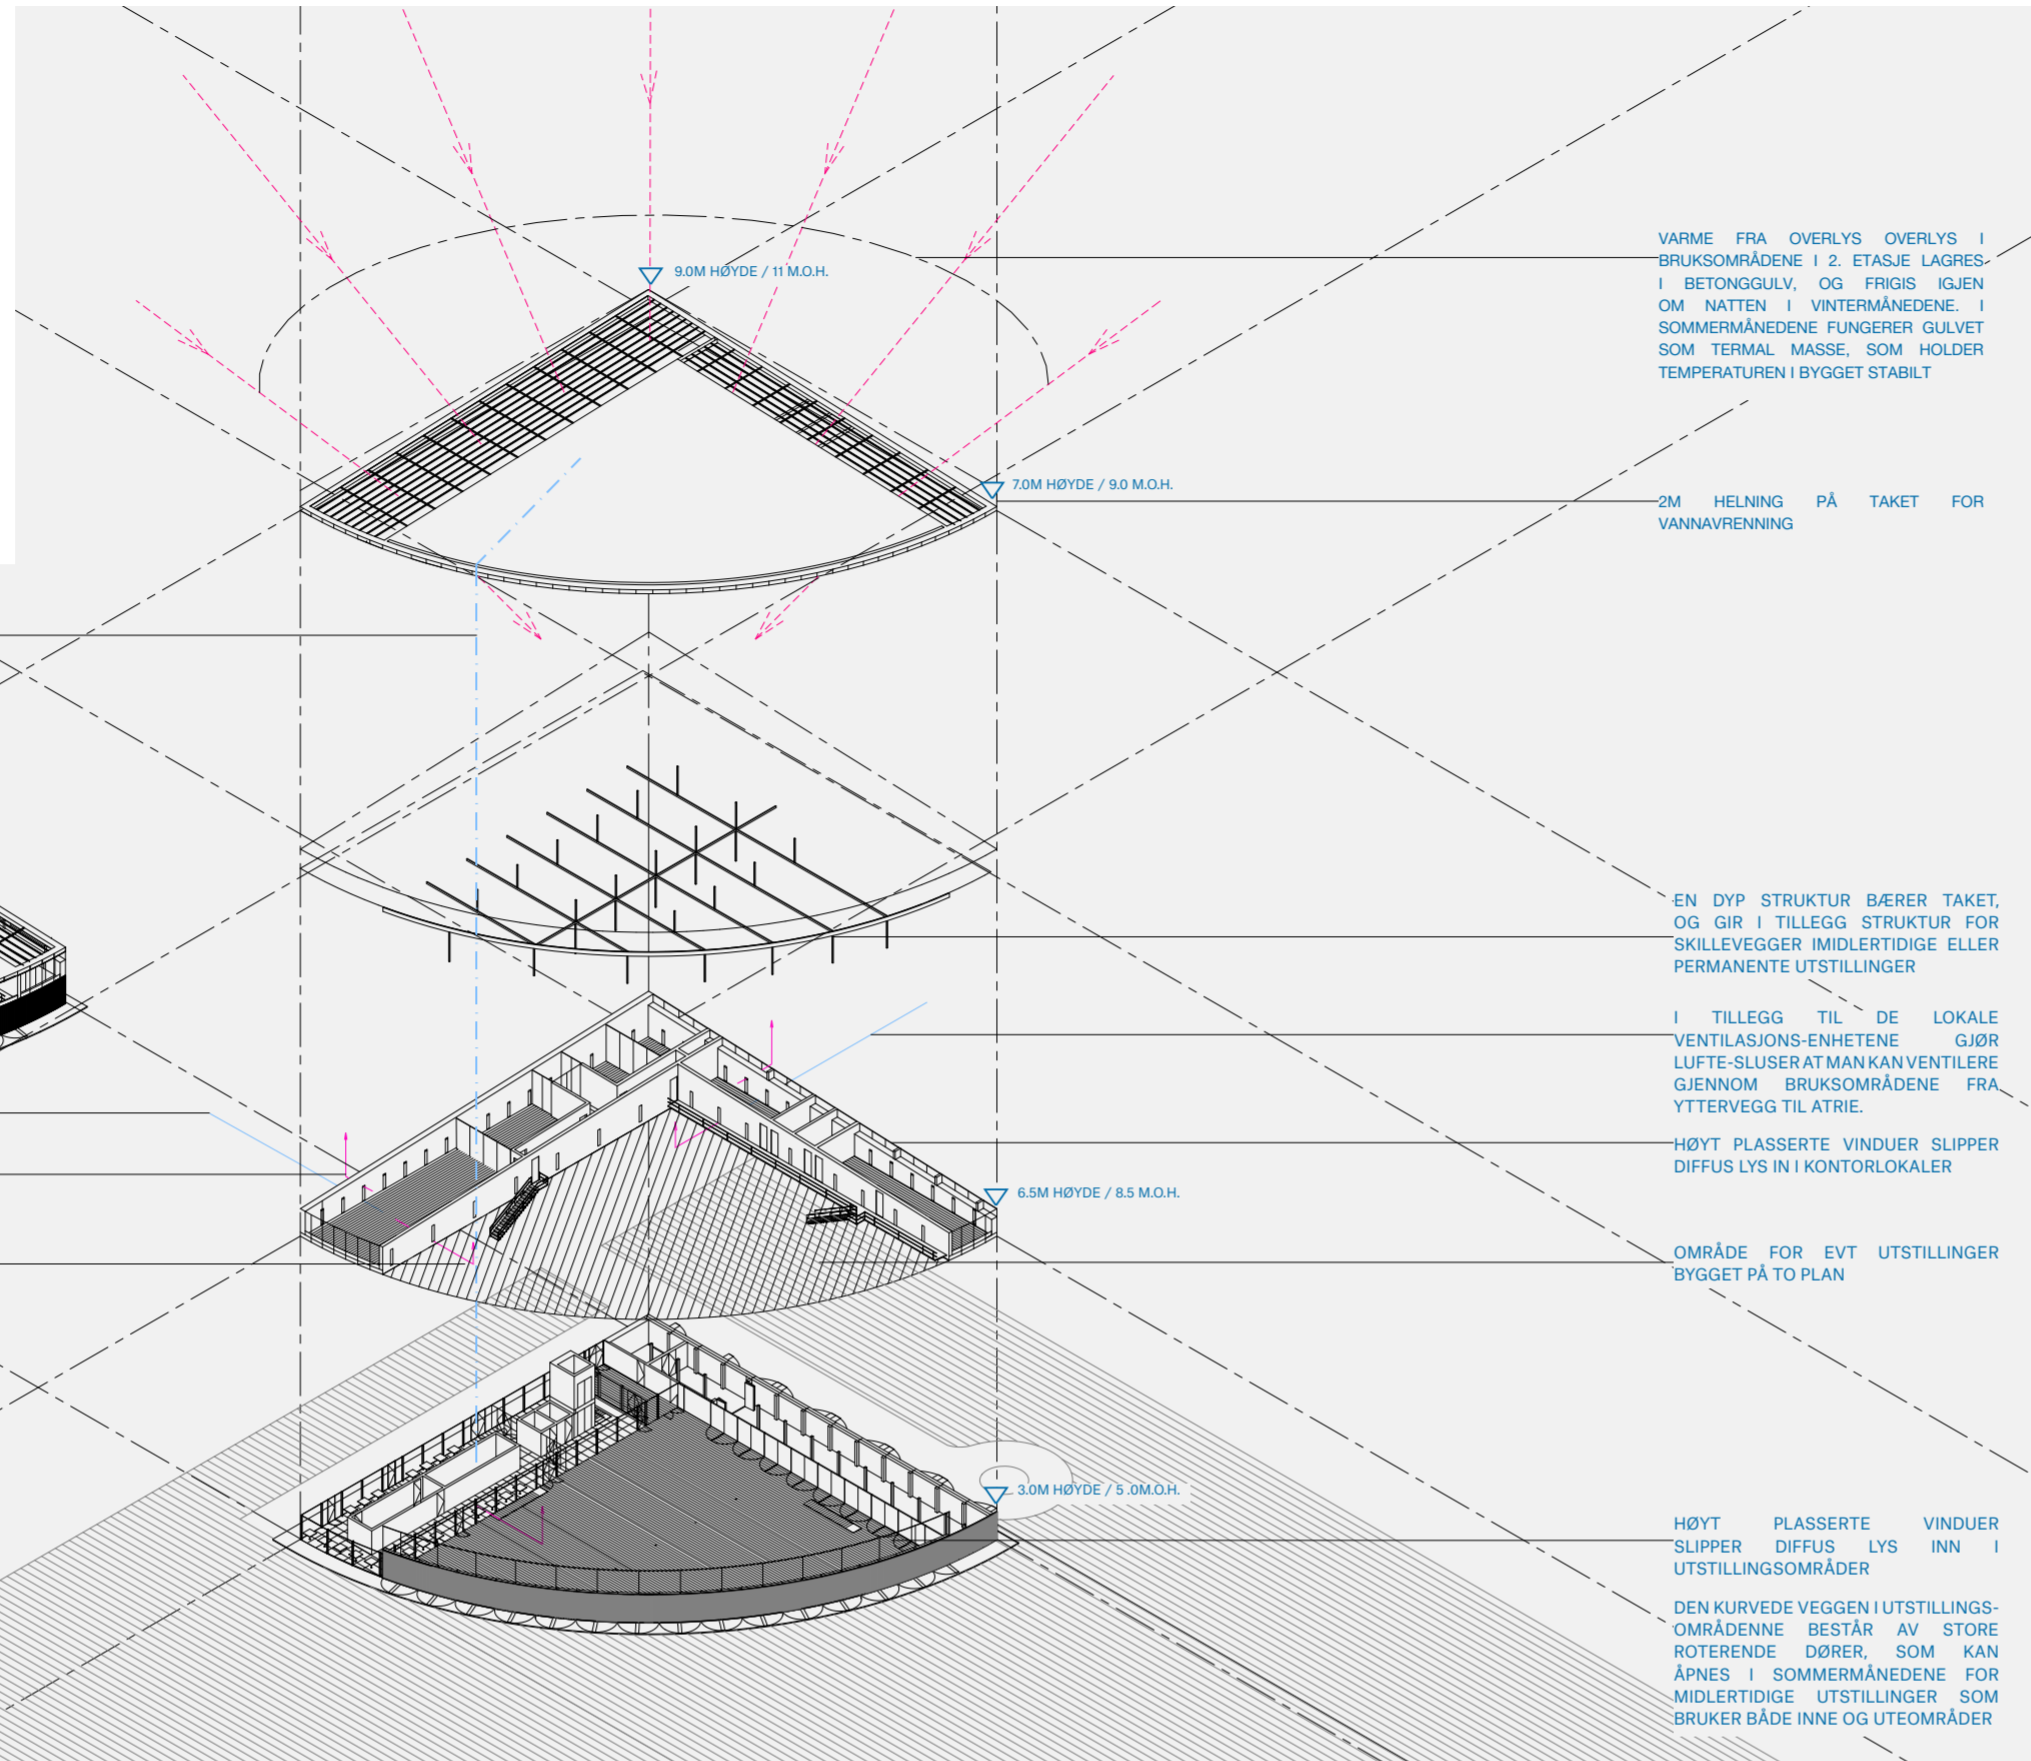 VARME FRA OVERLYS OVERLYS I
BRUKSOMRÅDENE I 2. ETASJE LAGRES
I BETONGGULV, OG FRIGIS IGJEN
OM NATTEN I VINTERMÅNEDENE. I
SOMMERMÅNEDENE FUNGERER GULVET
SOM TERMAL MASSE, SOM HOLDER
TEMPERATUREN I BYGGET STABILT
9.0M HØYDE / 11 M.O.H.
7.0M HØYDE / 9.0 M.O.H.
2M HELNING PÅ TAKET FOR
VANNAVRENNING
EN DYP STRUKTUR BÆRER TAKET,
OG GIR I TILLEGG STRUKTUR FOR
SKILLEVEGGER IMIDLERTIDIGE ELLER
PERMANENTE UTSTILLINGER
I TILLEGG TIL DE LOKALE
VENTILASJONS-ENHETENE GJØR
LUFTE-SLUSER AT MAN KAN VENTILERE
GJENNOM BRUKSOMRÅDENE FRA
YTTERVEGG TIL ATRIE.
HØYT PLASSERTE VINDUER SLIPPER
DIFFUS LYS IN I KONTORLOKALER
6.5M HØYDE / 8.5 M.O.H.
OMRÅDE FOR EVT UTSTILLINGER
BYGGET PÅ TO PLAN
3.0M HØYDE / 5 .0M.O.H.
HØYT PLASSERTE VINDUER
SLIPPER DIFFUS LYS INN I
UTSTILLINGSOMRÅDER
DEN KURVEDE VEGGEN I UTSTILLINGS-
OMRÅDENNE BESTÅR AV STORE
ROTERENDE DØRER, SOM KAN
ÅPNES I SOMMERMÅNEDENE FOR
MIDLERTIDIGE UTSTILLINGER SOM
BRUKER BÅDE INNE OG UTEOMRÅDER